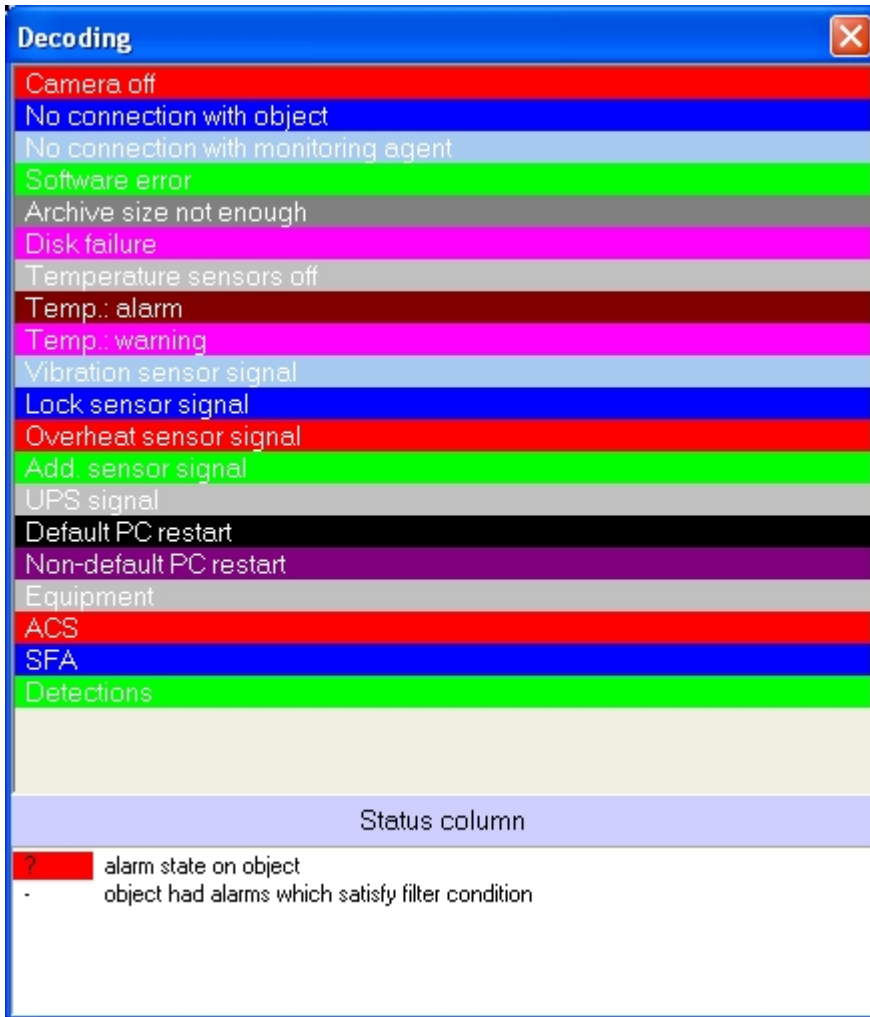 Decoding
Camera off
No connection with object
No connection with monitoring agent
Software error
Archive size not enough
Disk failure
Temperature sensors off
Temp.: alarm
Temp.: warning
Vibration sensor signal
Lock sensor signal
Overheat sensor signal
Add. sensor signal
UPS signal
Default PC restart
Non-default PC restart
Equipment
ACS
SFA
Detections
Status column
? alarm state on object
- object had alarms which satisfy filter condition